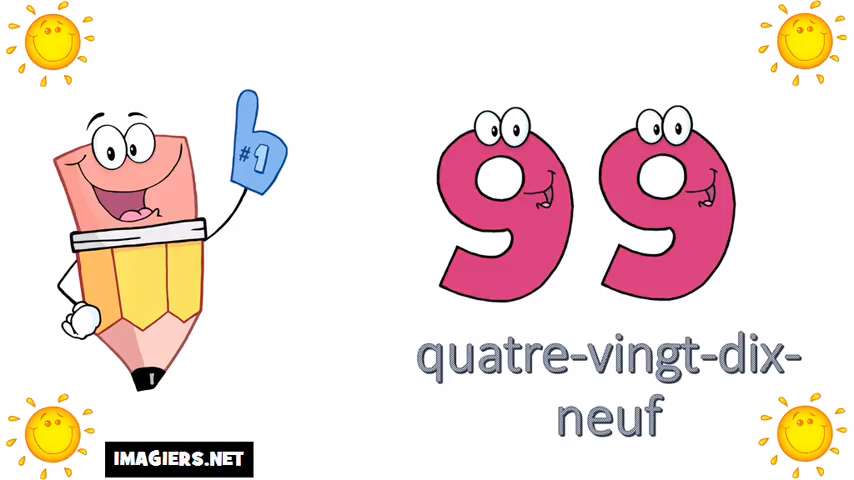 #1
99
quatre-vingt-dix-
neuf
IMAGIERS.NET